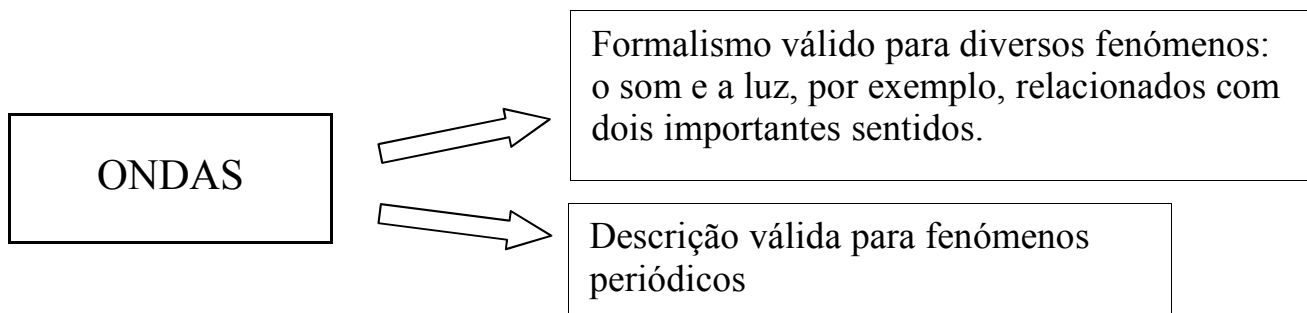 ONDAS
Formalismo válido para diversos fenómenos:
o som e a luz, por exemplo, relacionados com
dois importantes sentidos.
Descrição válida para fenómenos
periódicos